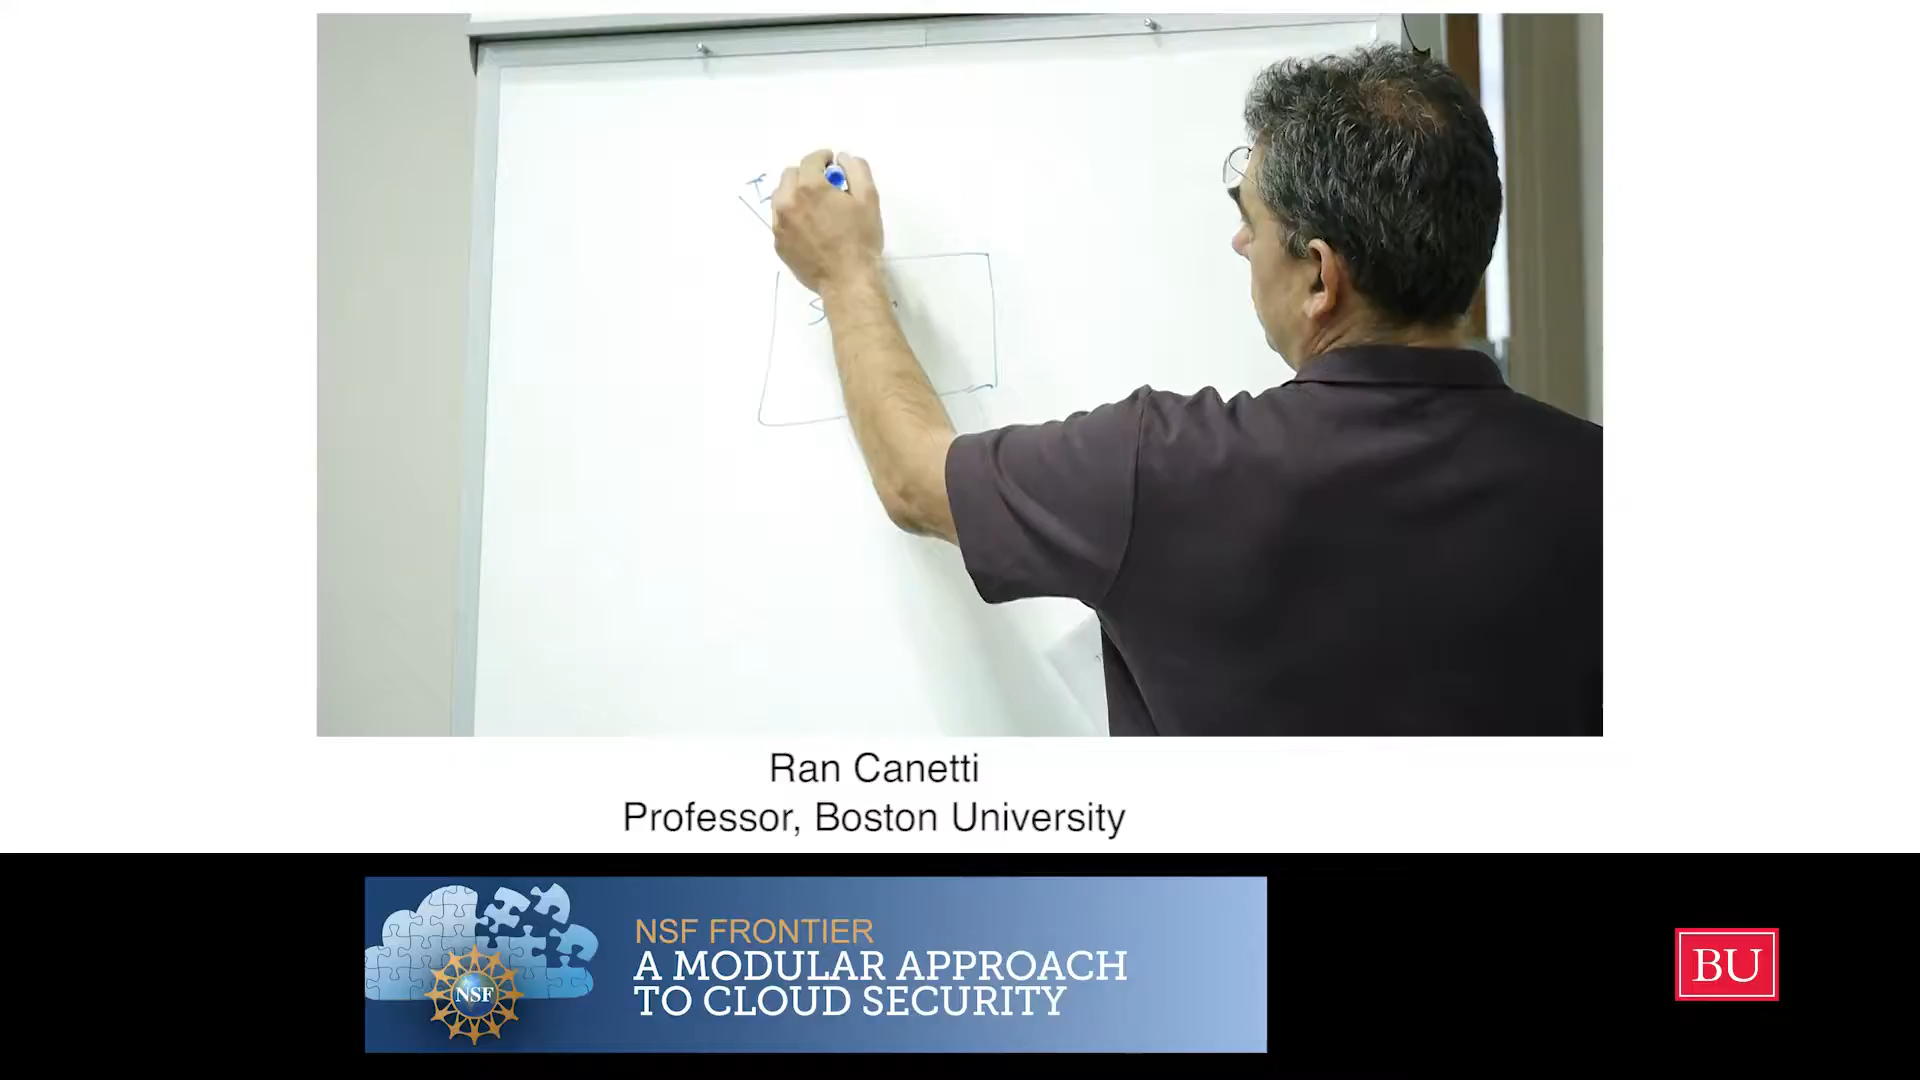 Ran Canetti
Professor, Boston University
NSF FRONTIER
A MODULAR APPROACH
TO CLOUD SECURITY
NSF
BU